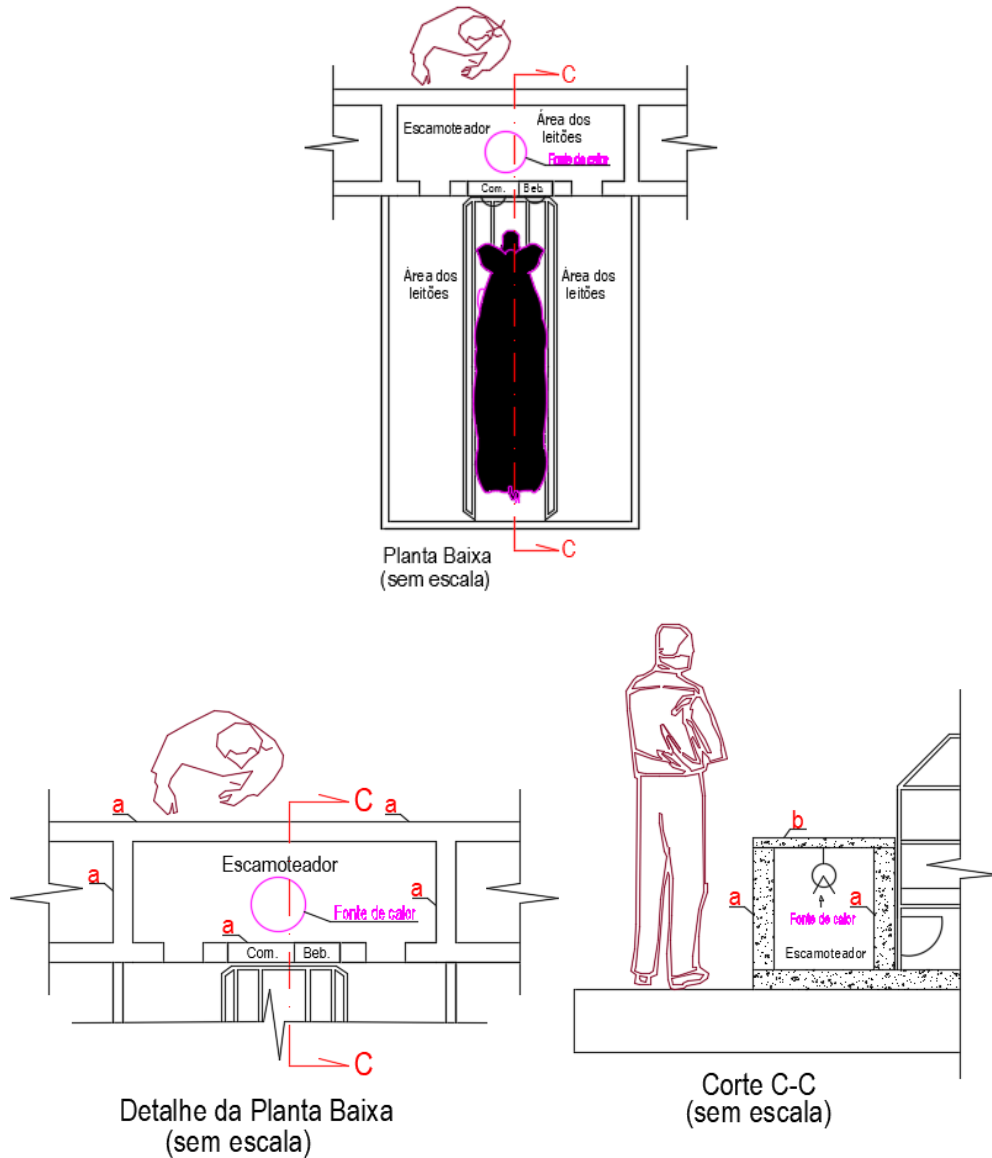 C
Escamoteador
Área dos
leitões
Fonte de calor
Com.
Beb.
Área dos
leitões
Área dos
leitões
C
Planta Baixa
(sem escala)
C
a
a
Escamoteador
a
a
Fonte de calor
a
Com.
Beb.
C
Detalhe da Planta Baixa
(sem escala)
b
a
a
Fonte de calor
Escamoteador
Corte C-C
(sem escala)